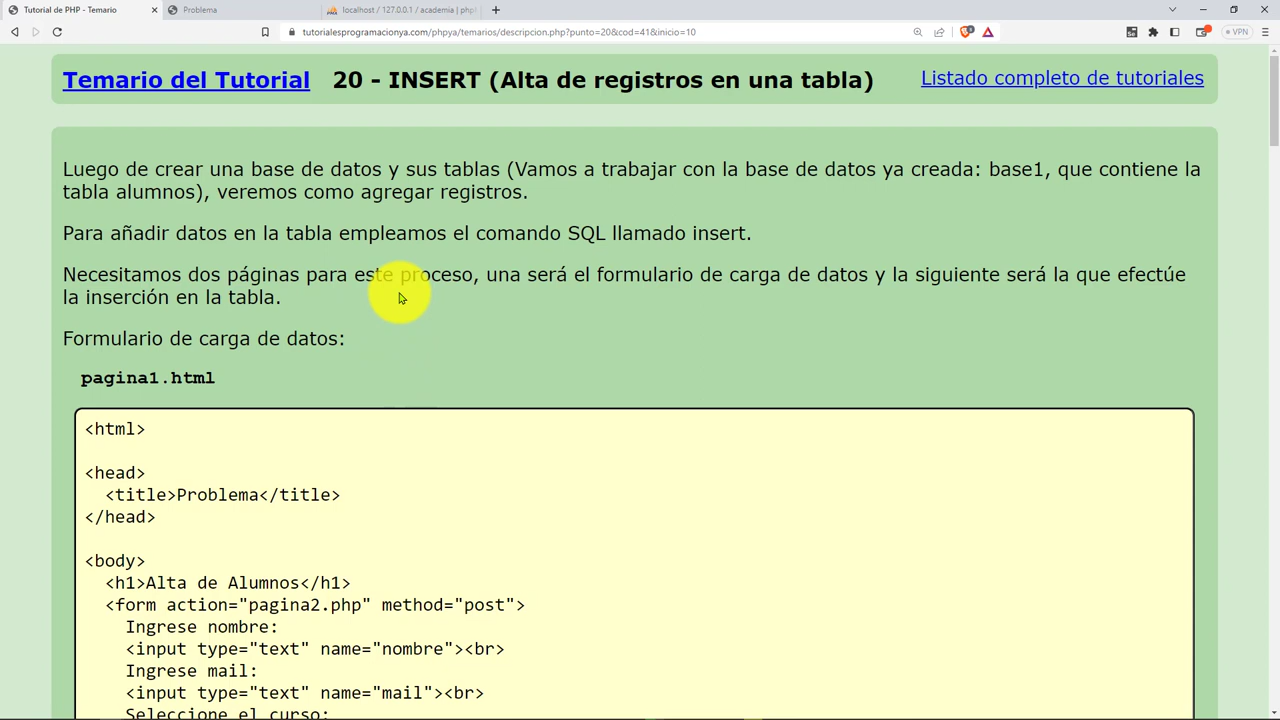 Tutorial de PHP - Temario
Problema
localhost / 127.0.0.1 / academia | php
tutorialesprogramacionya.com/phpya/temarios/descripcion.php?punto=20&cod=41&inicio=10
VPN
Temario del Tutorial 20 - INSERT (Alta de registros en una tabla) Listado completo de tutoriales
Luego de crear una base de datos y sus tablas (Vamos a trabajar con la base de datos ya creada: base1, que contiene la
tabla alumnos), veremos como agregar registros.
Para añadir datos en la tabla empleamos el comando SQL llamado insert.
Necesitamos dos páginas para este proceso, una será el formulario de carga de datos y la siguiente será la que efectúe
la inserción en la tabla.
Formulario de carga de datos:
pagina1.html
<html>
<head>
<title>Problema</title>
</head>
<body>
<h1>Alta de Alumnos</h1>
<form action="pagina2.php" method="post">
Ingrese nombre:
<input type="text" name="nombre"><br>
Ingrese mail:
<input type="text" name="mail"><br>
Seleccione el curso: